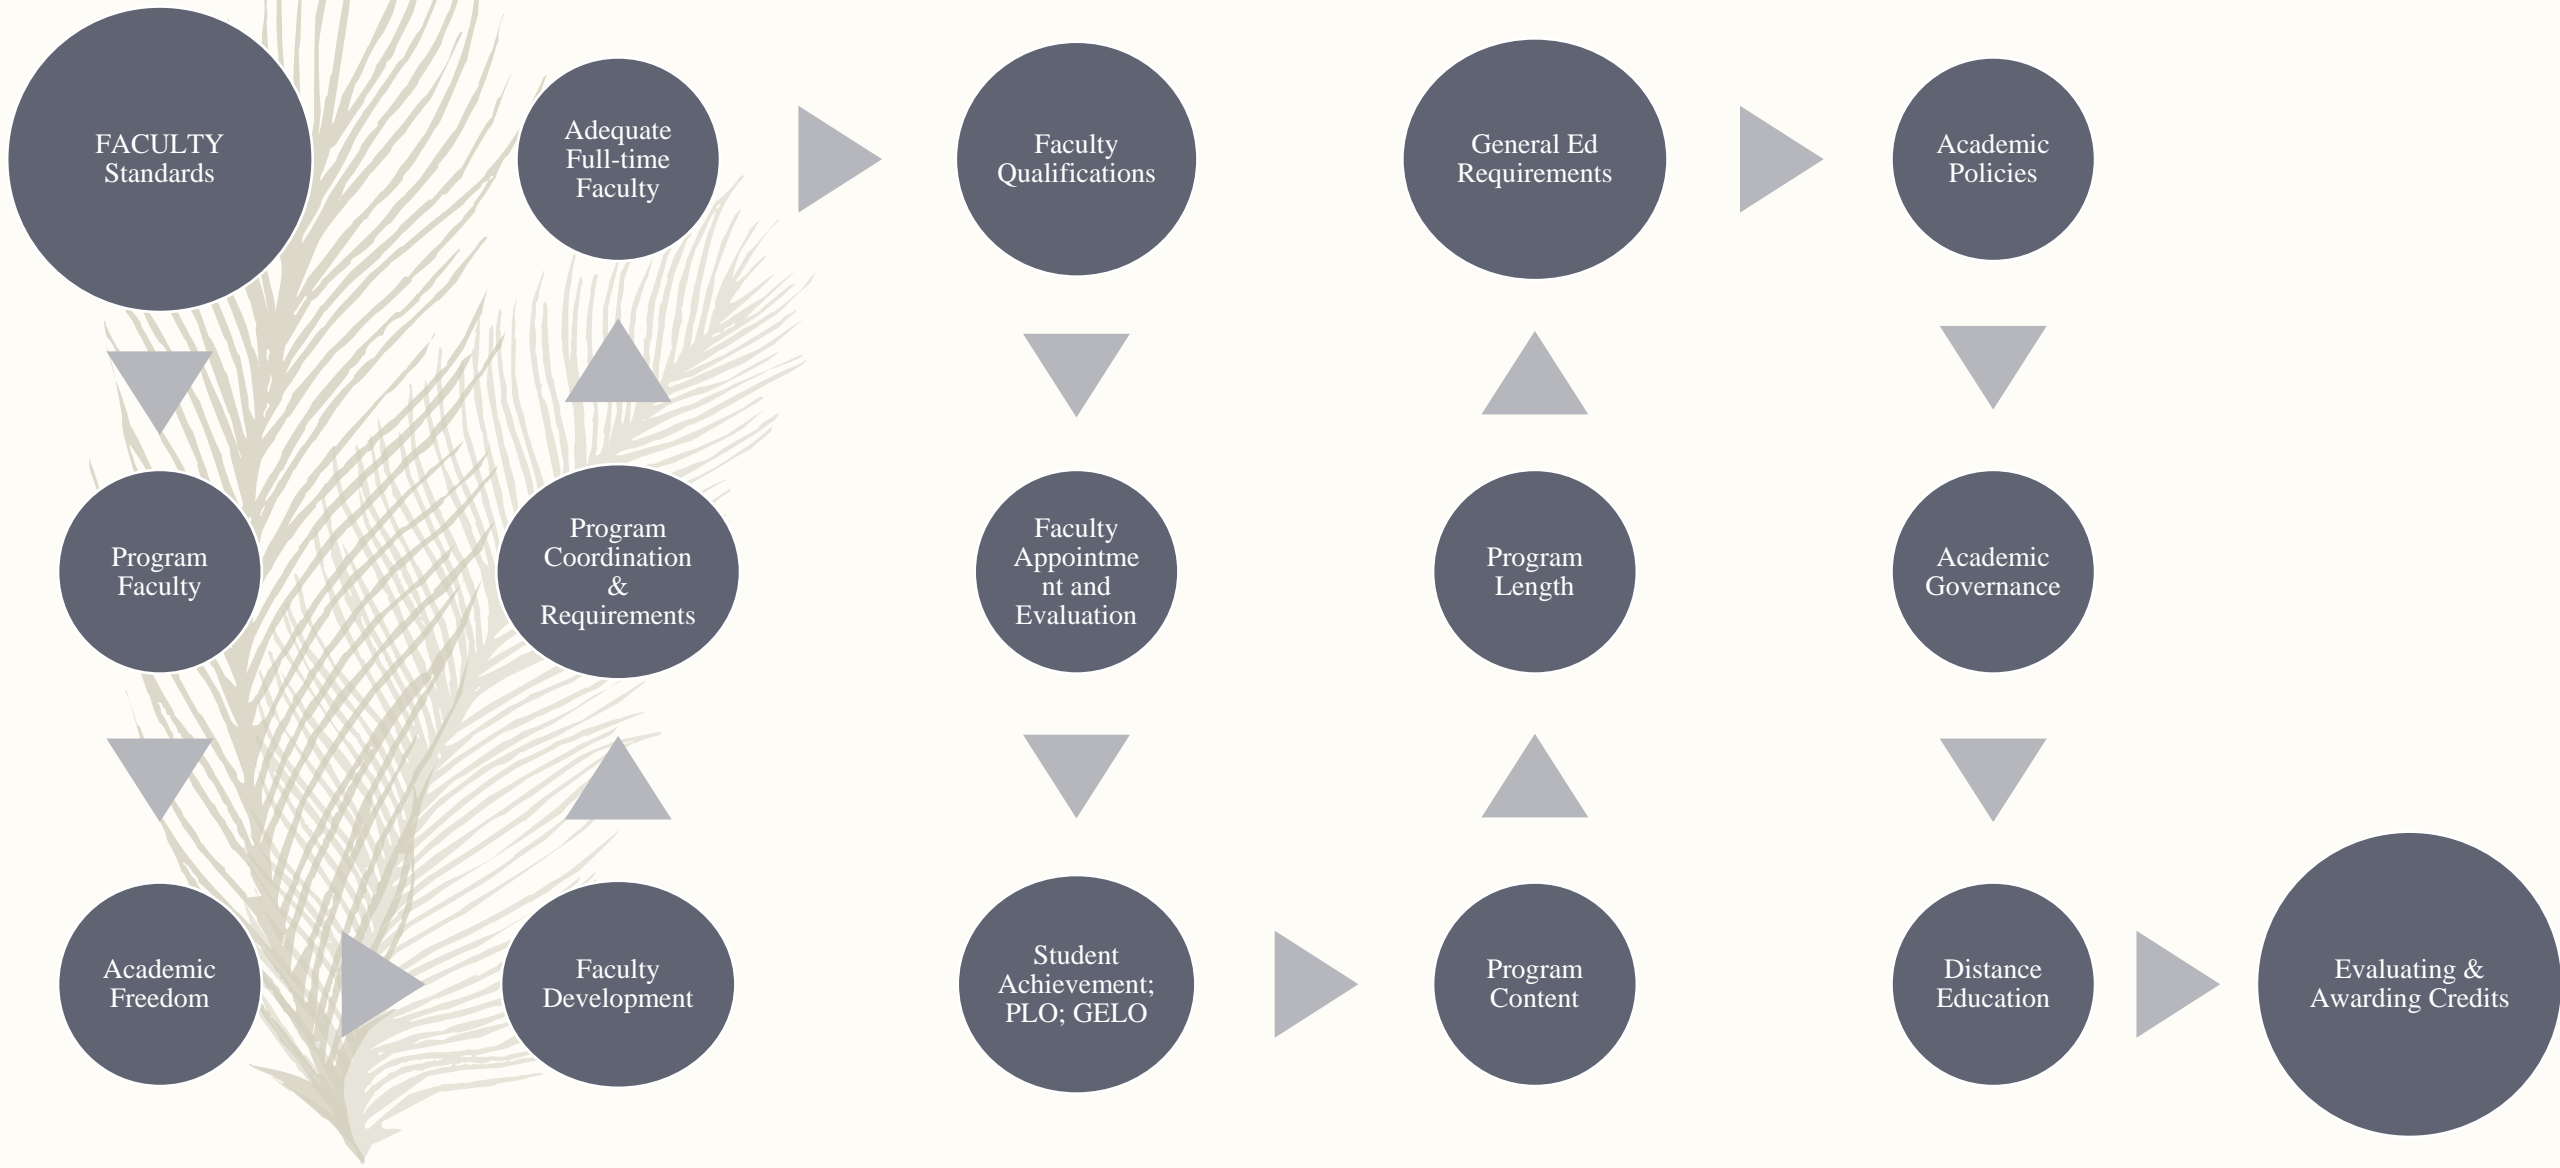 FACULTY
Standards
Program
Faculty
Academic
Freedom
Faculty
Development
Program
Coordination
&
Requirements
Adequate
Full-time
Faculty
Faculty
Qualifications
Faculty
Appointme
nt and
Evaluation
Student
Achievement;
PLO; GELO
Program
Content
Program
Length
General Ed
Requirements
Academic
Policies
Academic
Governance
Distance
Education
Evaluating &
Awarding Credits